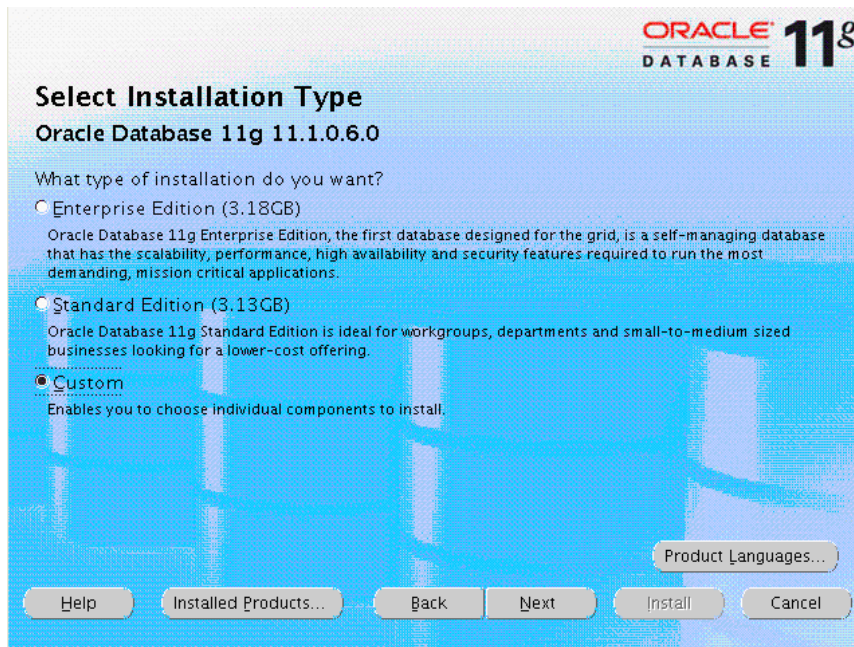 ORACLE 11g
DATABASE
Select Installation Type
Oracle Database 11g 11.1.0.6.0
What type of installation do you want?
Enterprise Edition (3.18GB)
Oracle Database 11g Enterprise Edition, the first database designed for the grid, is a self-managing database
that has the scalability, performance, high availability and security features required to run the most
demanding, mission critical applications.
Standard Edition (3.13GB)
Oracle Database 11g Standard Edition is ideal for workgroups, departments and small-to-medium sized
businesses looking for a lower-cost offering.
Custom
Enables you to choose individual components to install.
Product Languages...
Help Installed Products... Back Next Install Cancel